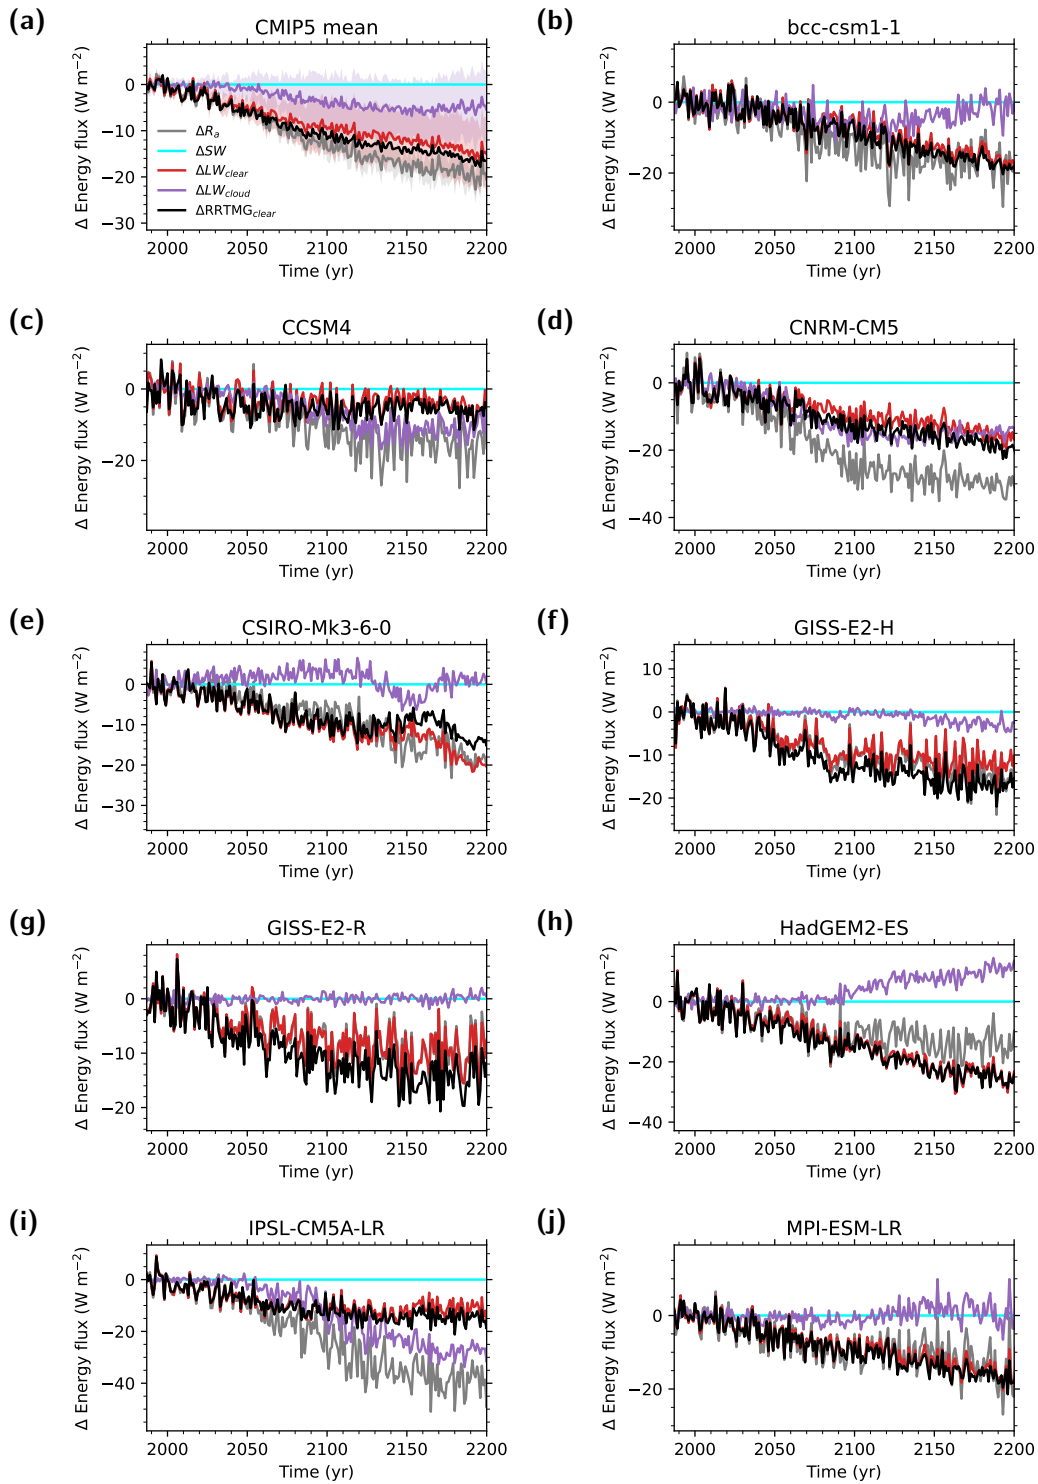 (a)
CMIP5 mean
Δ Energy flux (W m⁻²)
0
−10
−20
−30
ΔRₐ
ΔSW
ΔLW_clear
ΔLW_cloud
ΔRRTMG_clear
2000 2050 2100 2150 2200
Time (yr)
(b)
bcc-csm1-1
Δ Energy flux (W m⁻²)
0
−20
2000 2050 2100 2150 2200
Time (yr)
(c)
CCSM4
Δ Energy flux (W m⁻²)
0
−20
2000 2050 2100 2150 2200
Time (yr)
(d)
CNRM-CM5
Δ Energy flux (W m⁻²)
0
−20
−40
2000 2050 2100 2150 2200
Time (yr)
(e)
CSIRO-Mk3-6-0
Δ Energy flux (W m⁻²)
0
−10
−20
−30
2000 2050 2100 2150 2200
Time (yr)
(f)
GISS-E2-H
Δ Energy flux (W m⁻²)
10
0
−10
−20
2000 2050 2100 2150 2200
Time (yr)
(g)
GISS-E2-R
Δ Energy flux (W m⁻²)
0
−10
−20
2000 2050 2100 2150 2200
Time (yr)
(h)
HadGEM2-ES
Δ Energy flux (W m⁻²)
0
−20
−40
2000 2050 2100 2150 2200
Time (yr)
(i)
IPSL-CM5A-LR
Δ Energy flux (W m⁻²)
0
−20
−40
2000 2050 2100 2150 2200
Time (yr)
(j)
MPI-ESM-LR
Δ Energy flux (W m⁻²)
0
−20
2000 2050 2100 2150 2200
Time (yr)